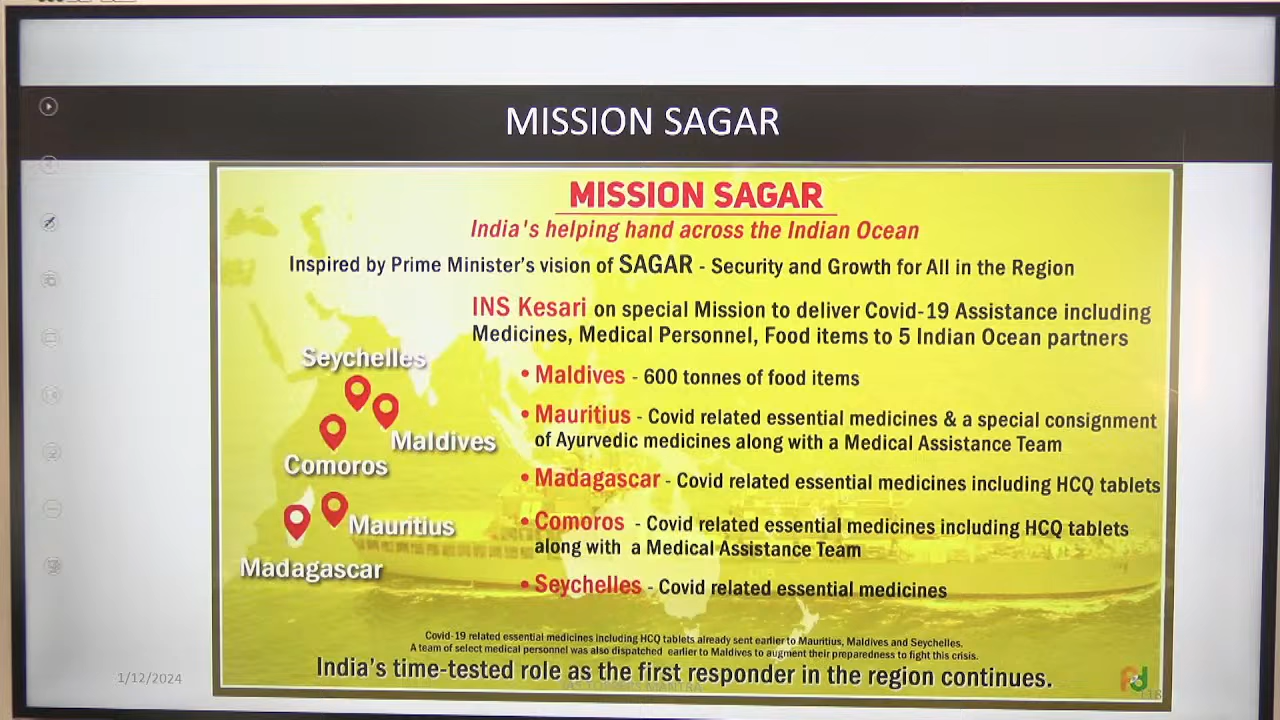 MISSION SAGAR
MISSION SAGAR
India's helping hand across the Indian Ocean
Inspired by Prime Minister's vision of SAGAR - Security and Growth for All in the Region
INS Kesari on special Mission to deliver Covid-19 Assistance including
Medicines, Medical Personnel, Food items to 5 Indian Ocean partners
Seychelles
Maldives
Comoros
Mauritius
Madagascar
• Maldives - 600 tonnes of food items
• Mauritius - Covid related essential medicines & a special consignment
of Ayurvedic medicines along with a Medical Assistance Team
• Madagascar - Covid related essential medicines including HCQ tablets
• Comoros - Covid related essential medicines including HCQ tablets
along with a Medical Assistance Team
• Seychelles - Covid related essential medicines
Covid-19 related essential medicines including HCQ tablets already sent earlier to Mauritius, Maldives and Seychelles.
A team of select medical personnel was also dispatched earlier to Maldives to augment their preparedness to fight this crisis.
India's time-tested role as the first responder in the region continues.
1/12/2024